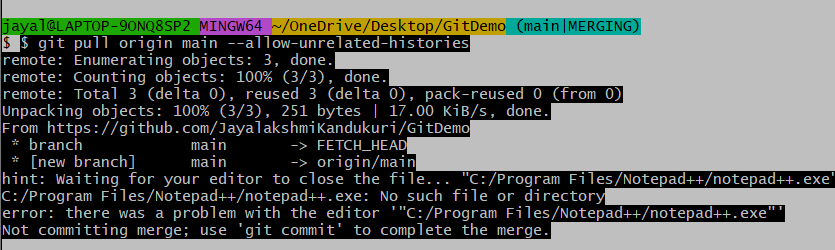 jayal@LAPTOP-9ONQ8SP2 MINGW64 ~/OneDrive/Desktop/GitDemo (main|MERGING)
$ $ git pull origin main --allow-unrelated-histories
remote: Enumerating objects: 3, done.
remote: Counting objects: 100% (3/3), done.
remote: Total 3 (delta 0), reused 3 (delta 0), pack-reused 0 (from 0)
Unpacking objects: 100% (3/3), 251 bytes | 17.00 KiB/s, done.
From https://github.com/JayalakshmiKandukuri/GitDemo
 * branch            main       -> FETCH_HEAD
 * [new branch]      main       -> origin/main
hint: Waiting for your editor to close the file... "C:/Program Files/Notepad++/notepad++.exe"
C:/Program Files/Notepad++/notepad++.exe: No such file or directory
error: there was a problem with the editor '"C:/Program Files/Notepad++/notepad++.exe"'
Not committing merge; use 'git commit' to complete the merge.